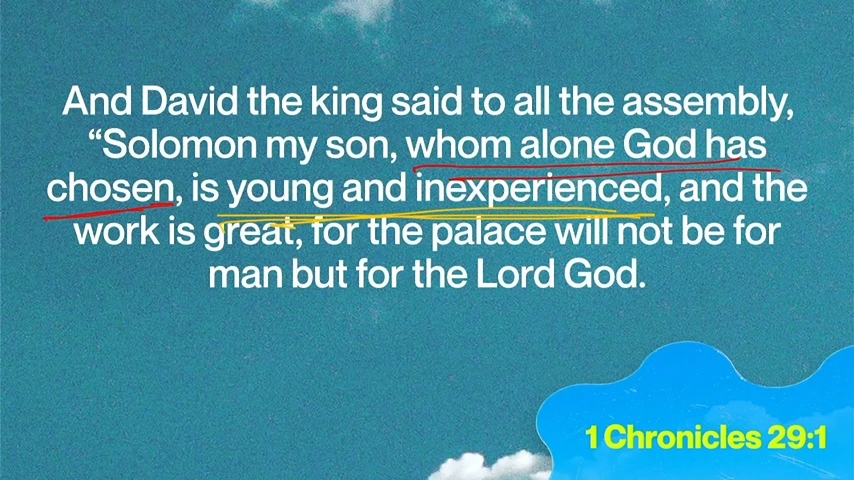 And David the king said to all the assembly,
“Solomon my son, whom alone God has
chosen, is young and inexperienced, and the
work is great, for the palace will not be for
man but for the Lord God.
1 Chronicles 29:1